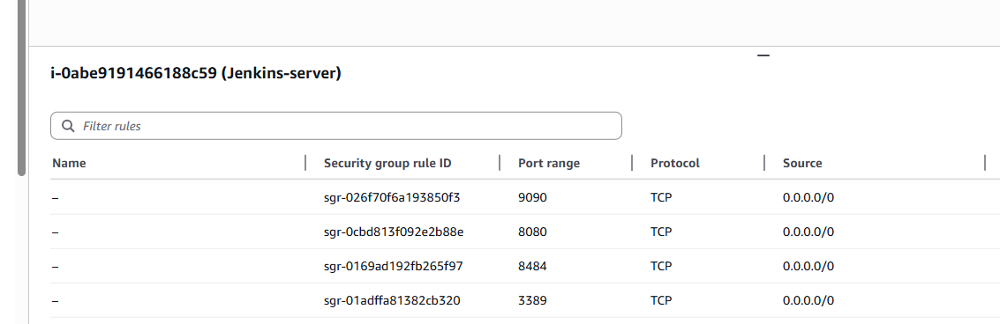 i-0abe9191466188c59 (Jenkins-server)
Filter rules
Name Security group rule ID Port range Protocol Source
– sgr-026f70f6a193850f3 9090 TCP 0.0.0.0/0
– sgr-0cbd813f092e2b88e 8080 TCP 0.0.0.0/0
– sgr-0169ad192fb265f97 8484 TCP 0.0.0.0/0
– sgr-01adffa81382cb320 3389 TCP 0.0.0.0/0